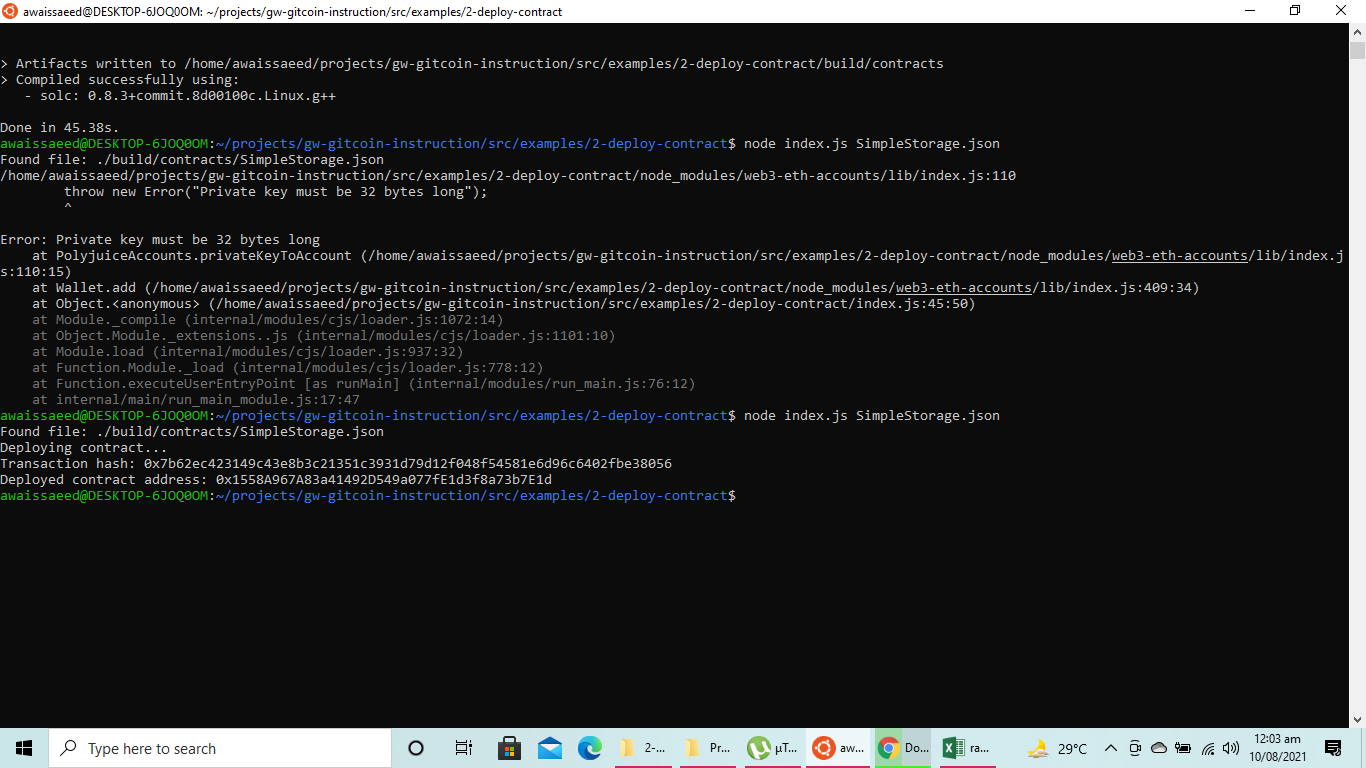 awaissaeed@DESKTOP-6JOQ0OM: ~/projects/gw-gitcoin-instruction/src/examples/2-deploy-contract
> Artifacts written to /home/awaissaeed/projects/gw-gitcoin-instruction/src/examples/2-deploy-contract/build/contracts
> Compiled successfully using:
   - solc: 0.8.3+commit.8d00100c.Linux.g++
Done in 45.38s.
awaissaeed@DESKTOP-6JOQ0OM:~/projects/gw-gitcoin-instruction/src/examples/2-deploy-contract$ node index.js SimpleStorage.json
Found file: ./build/contracts/SimpleStorage.json
/home/awaissaeed/projects/gw-gitcoin-instruction/src/examples/2-deploy-contract/node_modules/web3-eth-accounts/lib/index.js:110
        throw new Error("Private key must be 32 bytes long");
        ^
Error: Private key must be 32 bytes long
    at PolyjuiceAccounts.privateKeyToAccount (/home/awaissaeed/projects/gw-gitcoin-instruction/src/examples/2-deploy-contract/node_modules/web3-eth-accounts/lib/index.j
s:110:15)
    at Wallet.add (/home/awaissaeed/projects/gw-gitcoin-instruction/src/examples/2-deploy-contract/node_modules/web3-eth-accounts/lib/index.js:409:34)
    at Object.<anonymous> (/home/awaissaeed/projects/gw-gitcoin-instruction/src/examples/2-deploy-contract/index.js:45:50)
    at Module._compile (internal/modules/cjs/loader.js:1072:14)
    at Object.Module._extensions..js (internal/modules/cjs/loader.js:1101:10)
    at Module.load (internal/modules/cjs/loader.js:937:32)
    at Function.Module._load (internal/modules/cjs/loader.js:778:12)
    at Function.executeUserEntryPoint [as runMain] (internal/modules/run_main.js:76:12)
    at internal/main/run_main_module.js:17:47
awaissaeed@DESKTOP-6JOQ0OM:~/projects/gw-gitcoin-instruction/src/examples/2-deploy-contract$ node index.js SimpleStorage.json
Found file: ./build/contracts/SimpleStorage.json
Deploying contract...
Transaction hash: 0x7b62ec423149c43e8b3c21351c3931d79d12f048f54581e6d96c6402fbe38056
Deployed contract address: 0x1558A967A83a41492D549a077fE1d3f8a73b7E1d
awaissaeed@DESKTOP-6JOQ0OM:~/projects/gw-gitcoin-instruction/src/examples/2-deploy-contract$
Type here to search
2-...
Pr...
µT...
aw...
Do...
ra...
29°C
12:03 am
10/08/2021